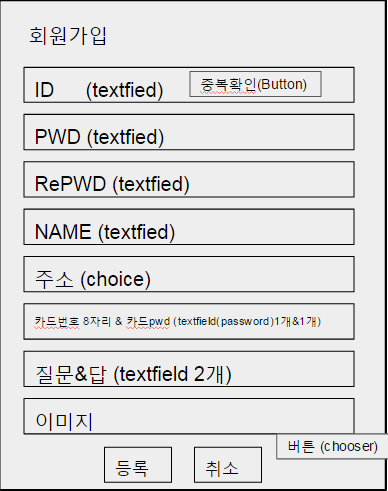 회원가입
ID (textfied) 중복확인(Button)
PWD (textfied)
RePWD (textfied)
NAME (textfied)
주소 (choice)
카드번호 8자리 & 카드pwd (textfield(password)1개&1개)
질문&답 (textfield 2개)
이미지
버튼 (chooser)
등록 취소